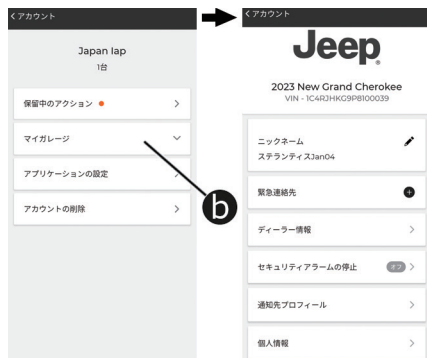 アカウント
Japan Iap
1台
保留中のアクション
マイガレージ
アプリケーションの設定
アカウントの削除
b
アカウント
Jeep
2023 New Grand Cherokee
VIN - 1C4RJHKG9P8100039
ニックネーム
ステランティスJan04
緊急連絡先
ディーラー情報
セキュリティアラームの停止 オフ
通知先プロフィール
個人情報